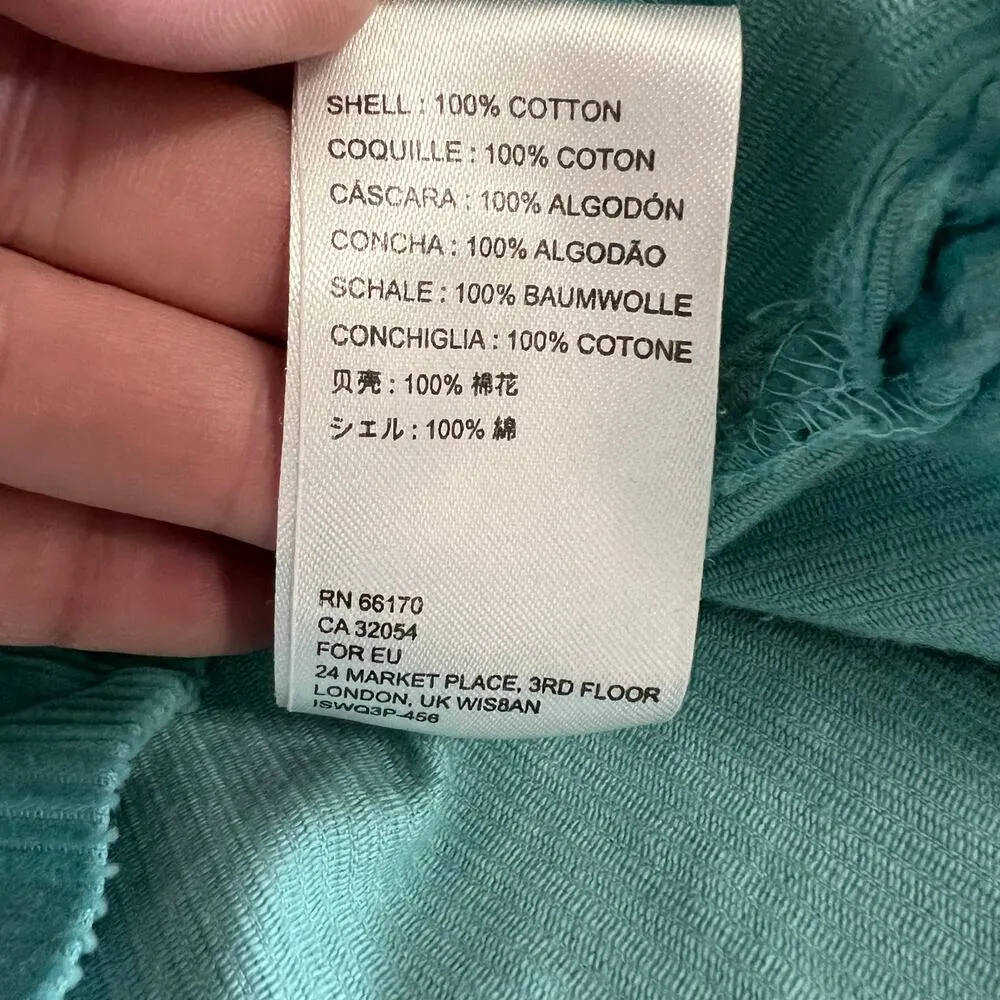 SHELL : 100% COTTON
COQUILLE : 100% COTON
CÁSCARA : 100% ALGODÓN
CONCHA : 100% ALGODÃO
SCHALE : 100% BAUMWOLLE
CONCHIGLIA : 100% COTONE
贝壳 : 100% 棉花
シェル : 100% 綿
RN 66170
CA 32054
FOR EU
24 MARKET PLACE, 3RD FLOOR
LONDON, UK WIS8AN
ISWQ3P-456